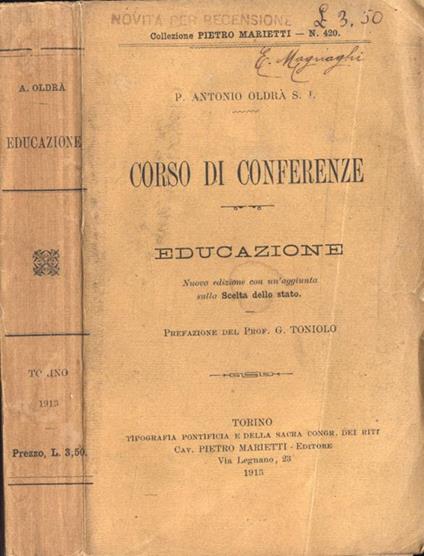 A. OLDRÀ
EDUCAZIONE
TO INO
1913
Prezzo, L. 3,50.
NOVITÀ PER RECENSIONE
£ 3.50
Collezione PIETRO MARIETTI — N. 420.
E. Magnaghi
P. ANTONIO OLDRÀ S. I.
CORSO DI CONFERENZE
EDUCAZIONE
Nuova edizione con un'aggiunta
sulla Scelta dello stato.
PREFAZIONE DEL PROF. G. TONIOLO
TORINO
TIPOGRAFIA PONTIFICIA E DELLA SACRA CONGR. DEI RITI
CAV. PIETRO MARIETTI - EDITORE
Via Legnano, 23
1913